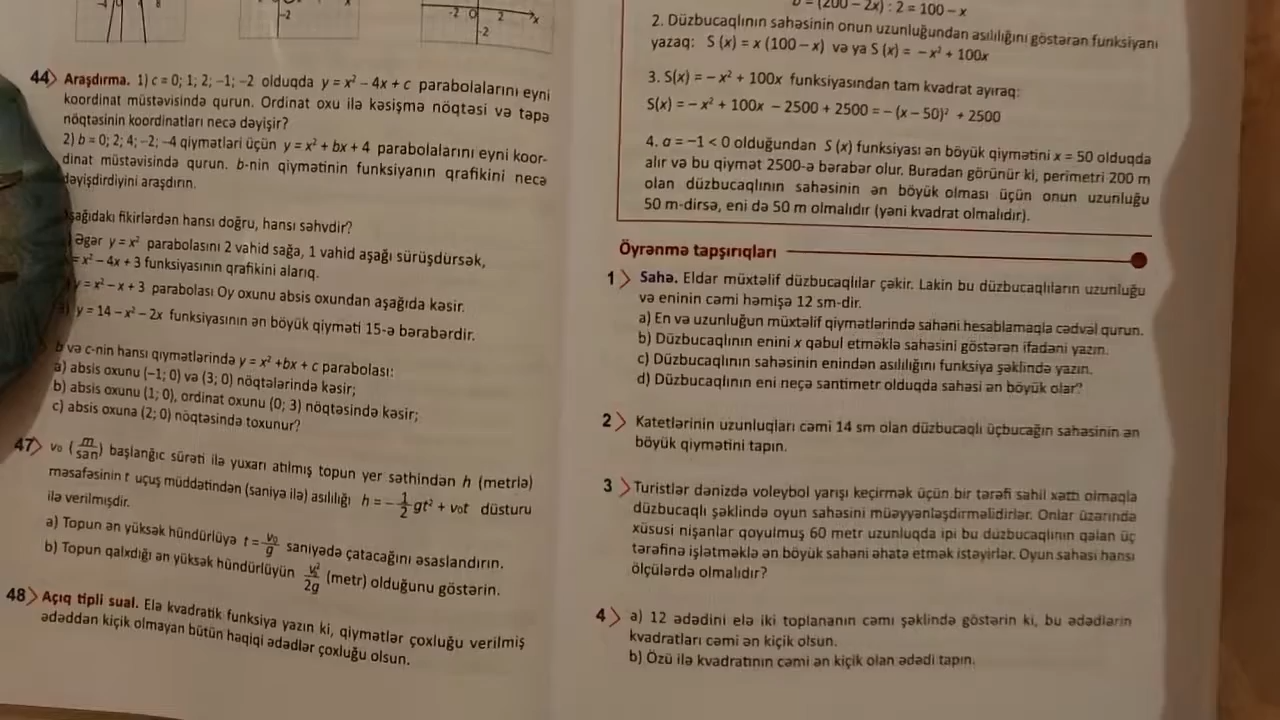 -2
-2 0 2 x
-2
44 Araşdırma. 1) c = 0; 1; 2; –1; –2 olduqda y = x² – 4x + c parabolalarını eyni
koordinat müstəvisində qurun. Ordinat oxu ilə kəsişmə nöqtəsi və təpə
nöqtəsinin koordinatları necə dəyişir?
2) b = 0; 2; 4; –2; –4 qiymətləri üçün y = x² + bx + 4 parabolalarını eyni koor-
dinat müstəvisində qurun. b-nin qiymətinin funksiyanın qrafikini necə
dəyişdirdiyini araşdırın.
Aşağıdakı fikirlərdən hansı doğru, hansı səhvdir?
Əgər y = x² parabolasını 2 vahid sağa, 1 vahid aşağı sürüşdürsək,
= x² – 4x + 3 funksiyasının qrafikini alarıq.
y = x² – x + 3 parabolası Oy oxunu absis oxundan aşağıda kəsir.
y = 14 – x² – 2x funksiyasının ən böyük qiyməti 15-ə bərabərdir.
b və c-nin hansı qiymətlərində y = x² +bx + c parabolası:
a) absis oxunu (–1; 0) və (3; 0) nöqtələrində kəsir;
b) absis oxunu (1; 0), ordinat oxunu (0; 3) nöqtəsində kəsir;
c) absis oxuna (2; 0) nöqtəsində toxunur?
47 v₀ (m/san) başlanğıc sürəti ilə yuxarı atılmış topun yer səthindən h (metrlə)
məsafəsinin t uçuş müddətindən (saniyə ilə) asılılığı h = – 1/2 gt² + v₀t düsturu
ilə verilmişdir.
a) Topun ən yüksək hündürlüyə t = v₀/g saniyədə çatacağını əsaslandırın.
b) Topun qalxdığı ən yüksək hündürlüyün v₀²/2g (metr) olduğunu göstərin.
48 Açıq tipli sual. Elə kvadratik funksiya yazın ki, qiymətlər çoxluğu verilmiş
ədəddən kiçik olmayan bütün həqiqi ədədlər çoxluğu olsun.
b = (200 – 2x) : 2 = 100 – x
2. Düzbucaqlının sahəsinin onun uzunluğundan asılılığını göstərən funksiyanı
yazaq: S (x) = x (100 – x) və ya S (x) = – x² + 100x
3. S(x) = – x² + 100x funksiyasından tam kvadrat ayıraq:
S(x) = – x² + 100x – 2500 + 2500 = – (x – 50)² + 2500
4. a = –1 < 0 olduğundan S (x) funksiyası ən böyük qiymətini x = 50 olduqda
alır və bu qiymət 2500-ə bərabər olur. Buradan görünür ki, perimetri 200 m
olan düzbucaqlının sahəsinin ən böyük olması üçün onun uzunluğu
50 m-dirsə, eni də 50 m olmalıdır (yəni kvadrat olmalıdır).
Öyrənmə tapşırıqları
1 Sahə. Eldar müxtəlif düzbucaqlılar çəkir. Lakin bu düzbucaqlıların uzunluğu
və eninin cəmi həmişə 12 sm-dir.
a) En və uzunluğun müxtəlif qiymətlərində sahəni hesablamaqla cədvəl qurun.
b) Düzbucaqlının enini x qəbul etməklə sahəsini göstərən ifadəni yazın.
c) Düzbucaqlının sahəsinin enindən asılılığını funksiya şəklində yazın.
d) Düzbucaqlının eni neçə santimetr olduqda sahəsi ən böyük olar?
2 Katetlərinin uzunluqları cəmi 14 sm olan düzbucaqlı üçbucağın sahəsinin ən
böyük qiymətini tapın.
3 Turistlər dənizdə voleybol yarışı keçirmək üçün bir tərəfi sahil xətti olmaqla
düzbucaqlı şəklində oyun sahəsini müəyyənləşdirməlidirlər. Onlar üzərində
xüsusi nişanlar qoyulmuş 60 metr uzunluqda ipi bu düzbucaqlının qalan üç
tərəfinə işlətməklə ən böyük sahəni əhatə etmək istəyirlər. Oyun sahəsi hansı
ölçülərdə olmalıdır?
4 a) 12 ədədini elə iki toplananın cəmi şəklində göstərin ki, bu ədədlərin
kvadratları cəmi ən kiçik olsun.
b) Özü ilə kvadratının cəmi ən kiçik olan ədədi tapın.